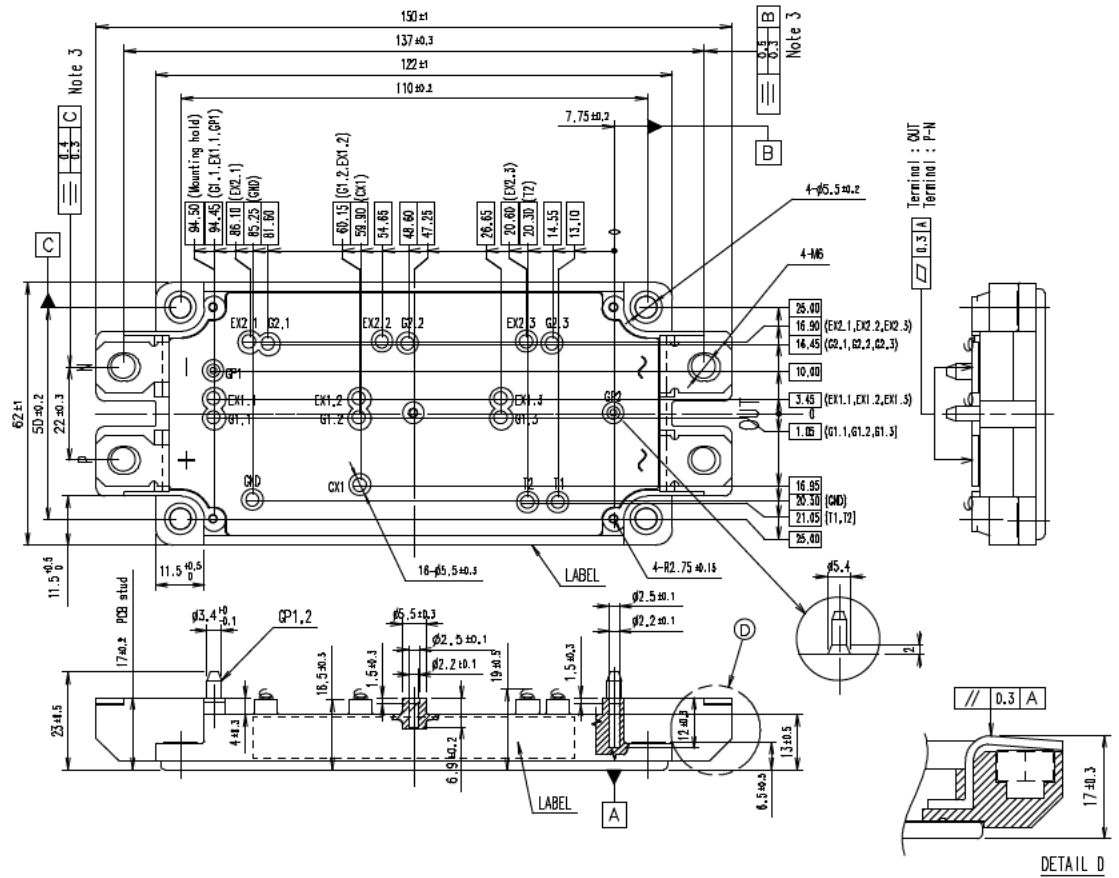 150±1
137±0.3
122±1
110±0.2
7.75±0.2
Note 3
C
0.4
0.3
B
0.3
Note 3
B
94.50 (Mounting hold)
94.45 (G1.1,EX1.1,GP1)
86.10 (EX2.1)
85.25 (GND)
81.60
60.15 (G1.2,EX1.2)
59.90 (CX1)
54.65
48.60
47.25
26.65
20.60 (EX2.3)
20.30 (T2)
14.55
13.10
0
4-φ5.5±0.2
4-M6
Terminal : OUT
Terminal : P-N
0.3 A
C
62±1
50±0.2
22±0.3
N
P
EX2.1
G2.1
EX2.2
G2.2
EX2.3
G2.3
−
GP1
EX1.1
G1.1
EX1.2
G1.2
EX1.3
G1.3
GP2
OUT
~
+
~
GND
CX1
T2
T1
25.00
16.90 (EX2.1,EX2.2,EX2.3)
16.45 (G2.1,G2.2,G2.3)
10.00
3.45 (EX1.1,EX1.2,EX1.3)
0
1.05 (G1.1,G1.2,G1.3)
16.95
20.30 (GND)
21.05 (T1,T2)
25.00
11.5 +0.5 0
11.5 +0.5 0
16-φ5.5±0.3
LABEL
4-R2.75±0.15
φ5.4
2
φ3.4 +0 -0.1
GP1,2
17±0.2 PCB stud
23±0.5
4±0.3
16.5±0.3
1.5±0.3
φ5.5±0.3
φ2.5±0.1
φ2.2±0.1
6.9±0.2
19±0.5
φ2.5±0.1
φ2.2±0.1
1.5±0.3
12±0.3
6.5±0.5
13±0.5
D
LABEL
A
// 0.3 A
17±0.3
DETAIL D